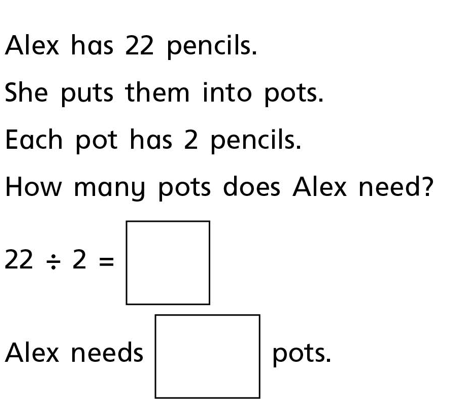 Alex has 22 pencils.
She puts them into pots.
Each pot has 2 pencils.
How many pots does Alex need?
22 ÷ 2 =
Alex needs pots.